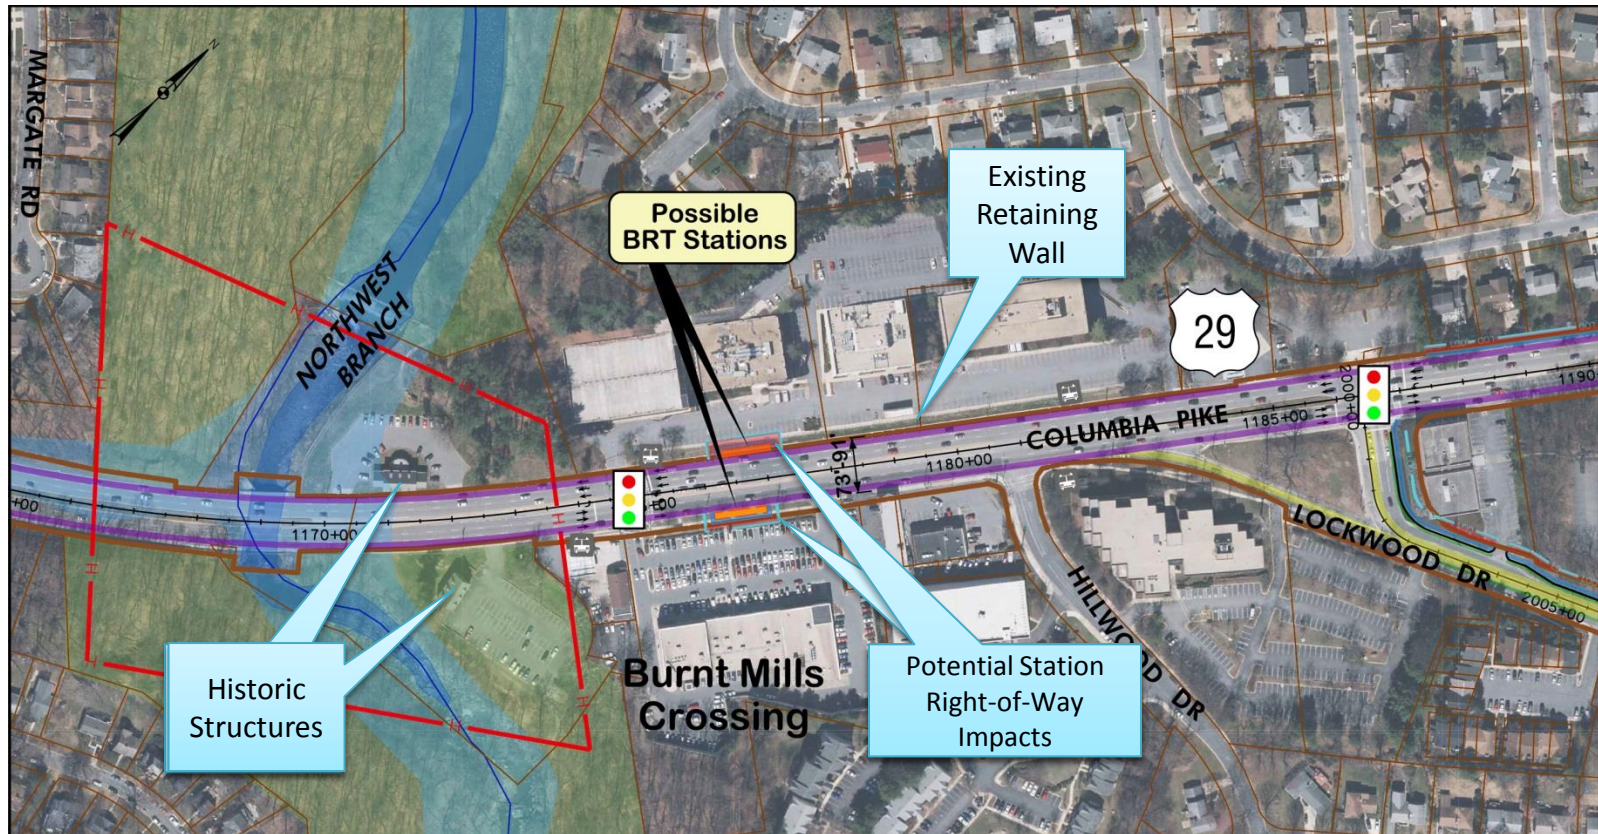 MARGATE RD
N
Possible
BRT Stations
Existing
Retaining
Wall
29
NORTHWEST
BRANCH
H
H
H
H
H
H
H
H
H
COLUMBIA PIKE
73'-91'
1170+00
1180+00
1185+00
2000+00
1190
+00
LOCKWOOD DR
2005+00
HILLWOOD DR
Historic
Structures
Burnt Mills
Crossing
Potential Station
Right-of-Way
Impacts